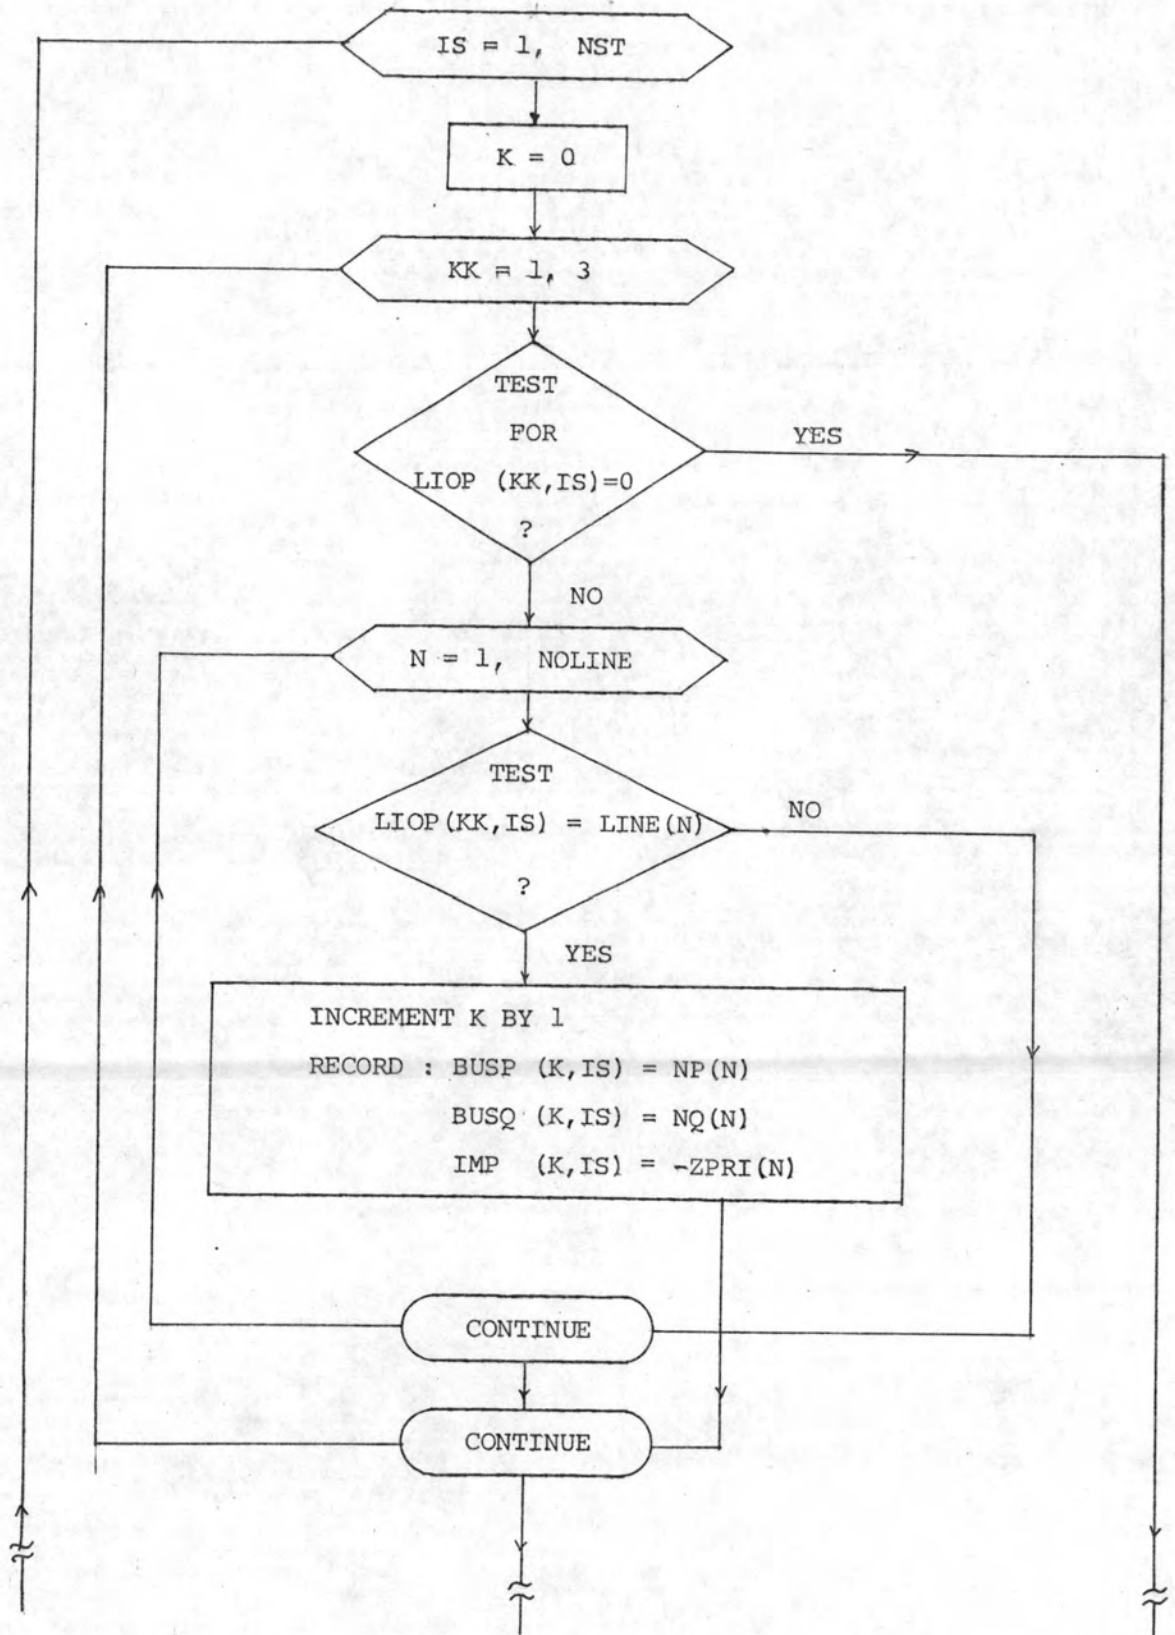 IS = 1, NST
K = 0
KK = 1, 3
TEST
FOR
LIOP (KK,IS)=0
?
YES
NO
N = 1, NOLINE
TEST
LIOP(KK,IS) = LINE(N)
?
NO
YES
INCREMENT K BY 1
RECORD : BUSP (K,IS) = NP(N)
BUSQ (K,IS) = NQ(N)
IMP (K,IS) = -ZPRI(N)
CONTINUE
CONTINUE